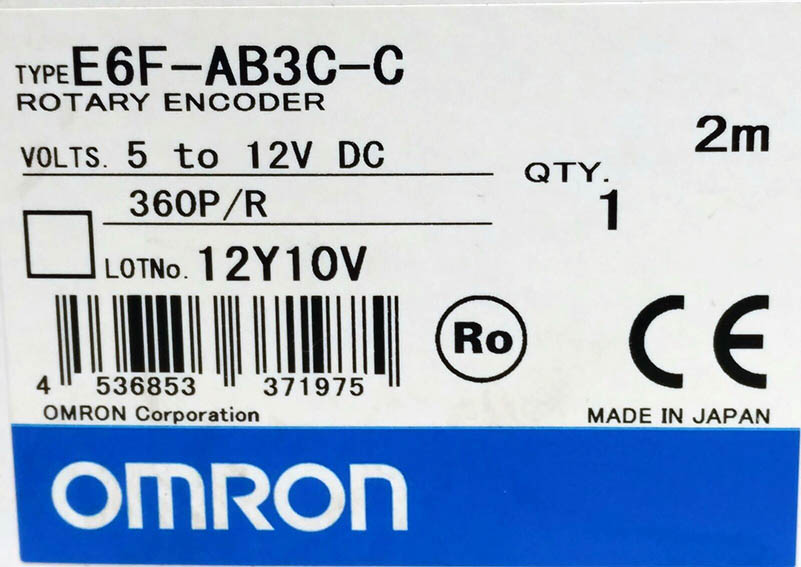 TYPE E6F-AB3C-C
ROTARY ENCODER
2m
VOLTS. 5 to 12V DC
QTY.
360P/R
1
LOTNo. 12Y10V
Ro
CE
4 536853 371975
OMRON Corporation
MADE IN JAPAN
OMRON